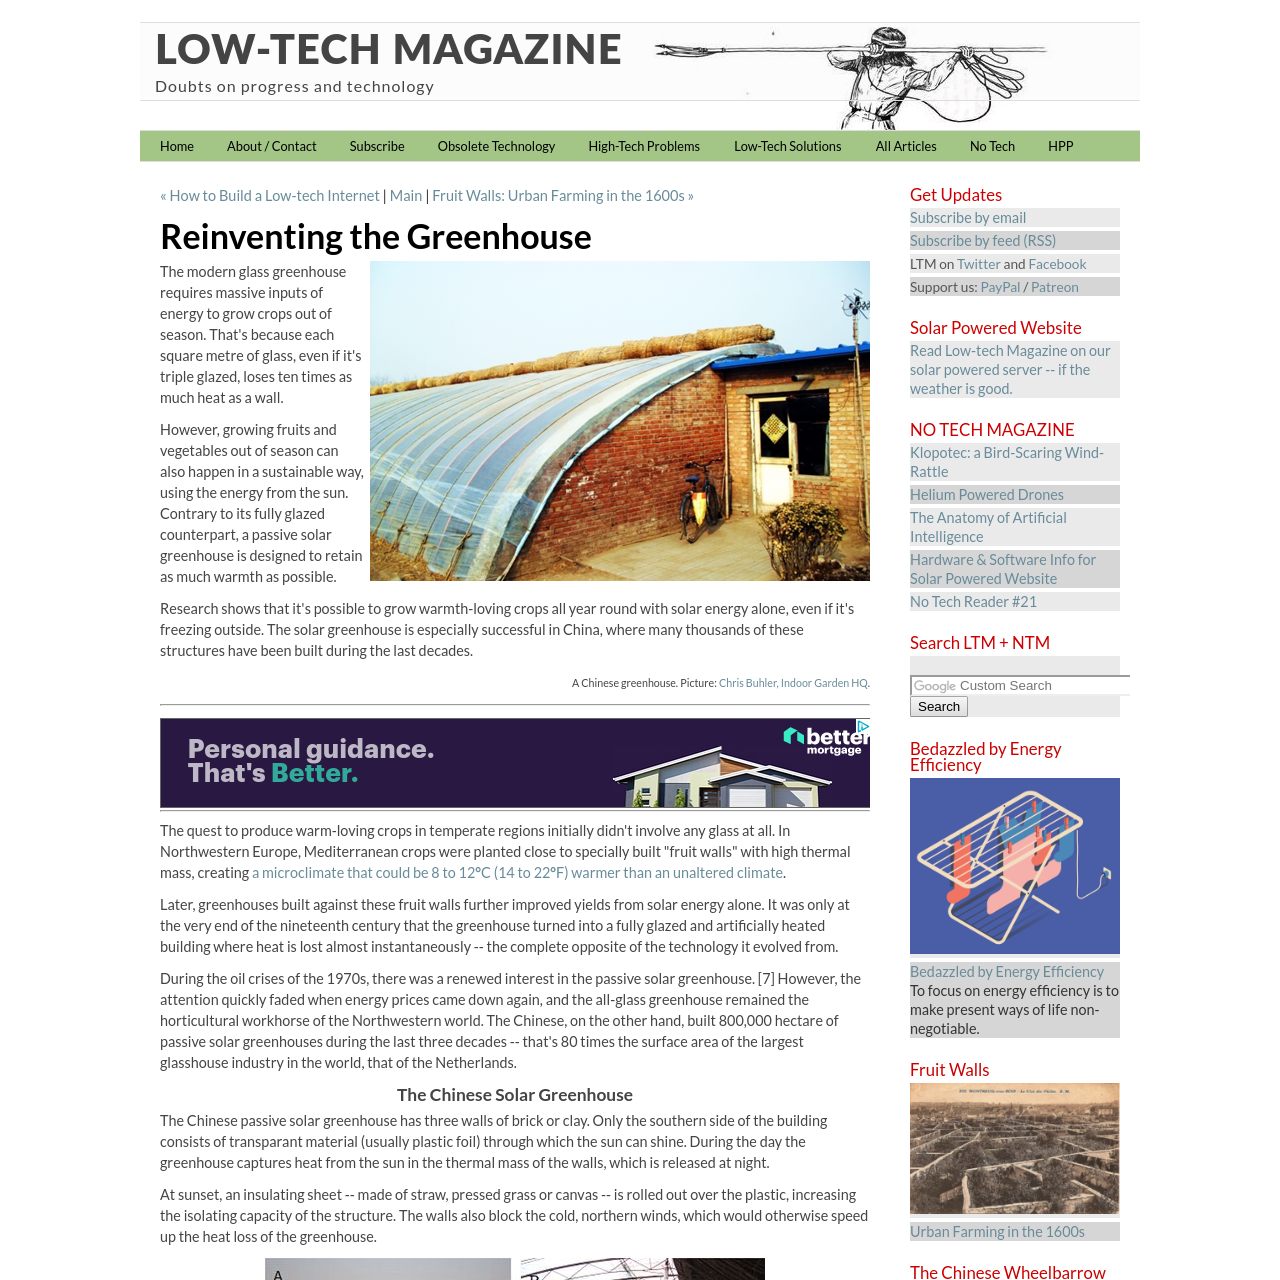 LOW-TECH MAGAZINE
Doubts on progress and technology
Home About / Contact Subscribe Obsolete Technology High-Tech Problems Low-Tech Solutions All Articles No Tech HPP
« How to Build a Low-tech Internet | Main | Fruit Walls: Urban Farming in the 1600s »
Reinventing the Greenhouse
The modern glass greenhouse
requires massive inputs of
energy to grow crops out of
season. That's because each
square metre of glass, even if it's
triple glazed, loses ten times as
much heat as a wall.
However, growing fruits and
vegetables out of season can
also happen in a sustainable way,
using the energy from the sun.
Contrary to its fully glazed
counterpart, a passive solar
greenhouse is designed to retain
as much warmth as possible.
Research shows that it's possible to grow warmth-loving crops all year round with solar energy alone, even if it's
freezing outside. The solar greenhouse is especially successful in China, where many thousands of these
structures have been built during the last decades.
A Chinese greenhouse. Picture: Chris Buhler, Indoor Garden HQ.
Personal guidance.
That's Better.
better
mortgage
The quest to produce warm-loving crops in temperate regions initially didn't involve any glass at all. In
Northwestern Europe, Mediterranean crops were planted close to specially built "fruit walls" with high thermal
mass, creating a microclimate that could be 8 to 12°C (14 to 22°F) warmer than an unaltered climate.
Later, greenhouses built against these fruit walls further improved yields from solar energy alone. It was only at
the very end of the nineteenth century that the greenhouse turned into a fully glazed and artificially heated
building where heat is lost almost instantaneously -- the complete opposite of the technology it evolved from.
During the oil crises of the 1970s, there was a renewed interest in the passive solar greenhouse. [7] However, the
attention quickly faded when energy prices came down again, and the all-glass greenhouse remained the
horticultural workhorse of the Northwestern world. The Chinese, on the other hand, built 800,000 hectare of
passive solar greenhouses during the last three decades -- that's 80 times the surface area of the largest
glasshouse industry in the world, that of the Netherlands.
The Chinese Solar Greenhouse
The Chinese passive solar greenhouse has three walls of brick or clay. Only the southern side of the building
consists of transparant material (usually plastic foil) through which the sun can shine. During the day the
greenhouse captures heat from the sun in the thermal mass of the walls, which is released at night.
At sunset, an insulating sheet -- made of straw, pressed grass or canvas -- is rolled out over the plastic, increasing
the isolating capacity of the structure. The walls also block the cold, northern winds, which would otherwise speed
up the heat loss of the greenhouse.
A
Get Updates
Subscribe by email
Subscribe by feed (RSS)
LTM on Twitter and Facebook
Support us: PayPal / Patreon
Solar Powered Website
Read Low-tech Magazine on our
solar powered server -- if the
weather is good.
NO TECH MAGAZINE
Klopotec: a Bird-Scaring Wind-
Rattle
Helium Powered Drones
The Anatomy of Artificial
Intelligence
Hardware & Software Info for
Solar Powered Website
No Tech Reader #21
Search LTM + NTM
Google Custom Search
Search
Bedazzled by Energy
Efficiency
Bedazzled by Energy Efficiency
To focus on energy efficiency is to
make present ways of life non-
negotiable.
Fruit Walls
Urban Farming in the 1600s
The Chinese Wheelbarrow